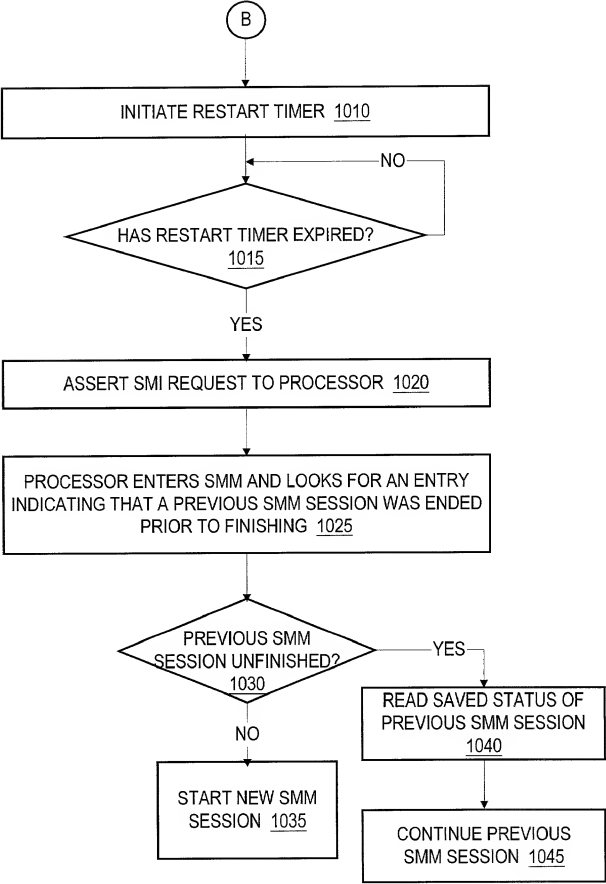 B
INITIATE RESTART TIMER 1010
NO
HAS RESTART TIMER EXPIRED?
1015
YES
ASSERT SMI REQUEST TO PROCESSOR 1020
PROCESSOR ENTERS SMM AND LOOKS FOR AN ENTRY
INDICATING THAT A PREVIOUS SMM SESSION WAS ENDED
PRIOR TO FINISHING 1025
PREVIOUS SMM
SESSION UNFINISHED?
1030
YES
READ SAVED STATUS OF
PREVIOUS SMM SESSION
1040
NO
START NEW SMM
SESSION 1035
CONTINUE PREVIOUS
SMM SESSION 1045